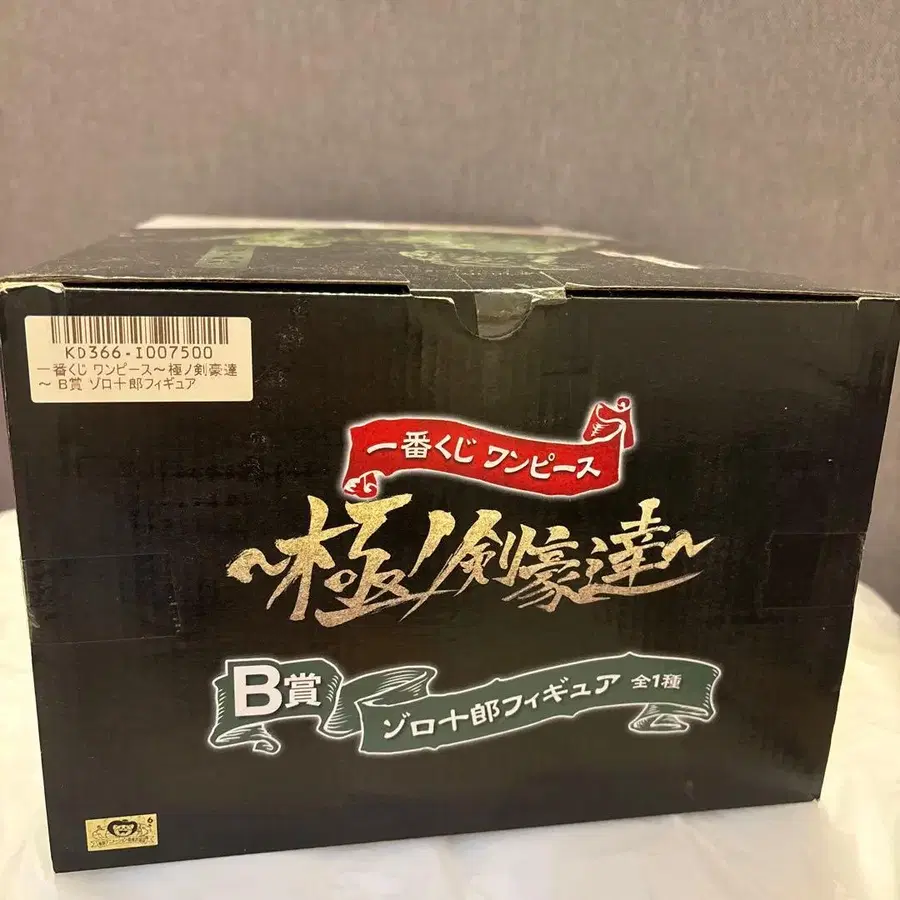 KD366-I007500
一番くじ ワンピース～極ノ剣豪達
～ B賞 ゾロ十郎フィギュア
一番くじ ワンピース
～極ノ剣豪達～
B賞
ゾロ十郎フィギュア 全1種